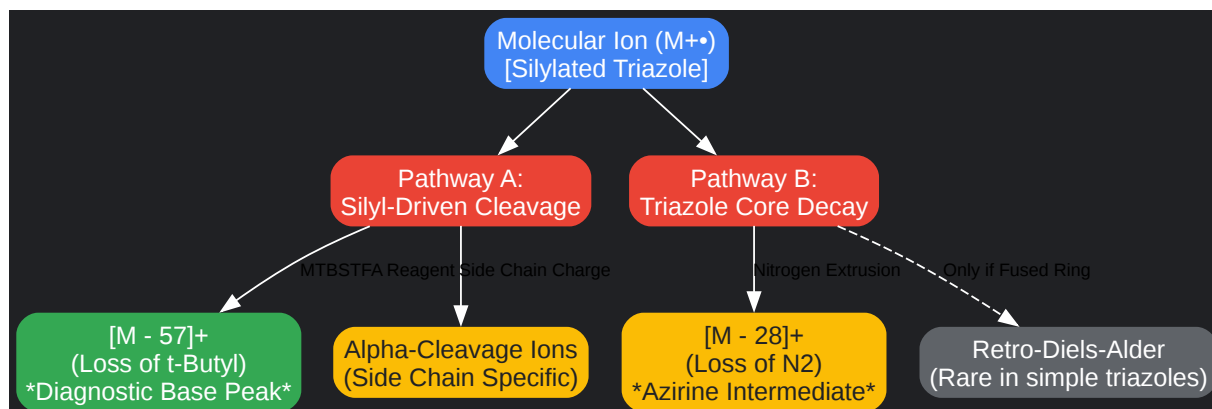 Molecular Ion (M+•)
[Silylated Triazole]
Pathway A:
Silyl-Driven Cleavage
Pathway B:
Triazole Core Decay
MTBSTFA Reagent
Side Chain Charge
Nitrogen Extrusion
Only if Fused Ring
[M - 57]+
(Loss of t-Butyl)
*Diagnostic Base Peak*
Alpha-Cleavage Ions
(Side Chain Specific)
[M - 28]+
(Loss of N2)
*Azirine Intermediate*
Retro-Diels-Alder
(Rare in simple triazoles)